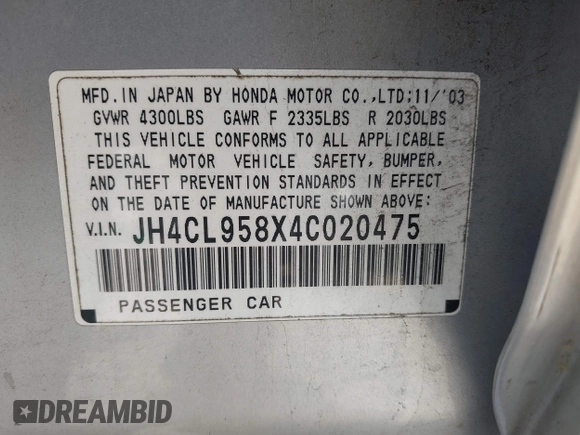 MFD. IN JAPAN BY HONDA MOTOR CO.,LTD:11/'03
GVWR 4300LBS GAWR F 2335LBS R 2030LBS
THIS VEHICLE CONFORMS TO ALL APPLICABLE
FEDERAL MOTOR VEHICLE SAFETY, BUMPER,
AND THEFT PREVENTION STANDARDS IN EFFECT
ON THE DATE OF MANUFACTURE SHOWN ABOVE:
V.I.N. JH4CL958X4C020475
PASSENGER CAR
DREAMBID